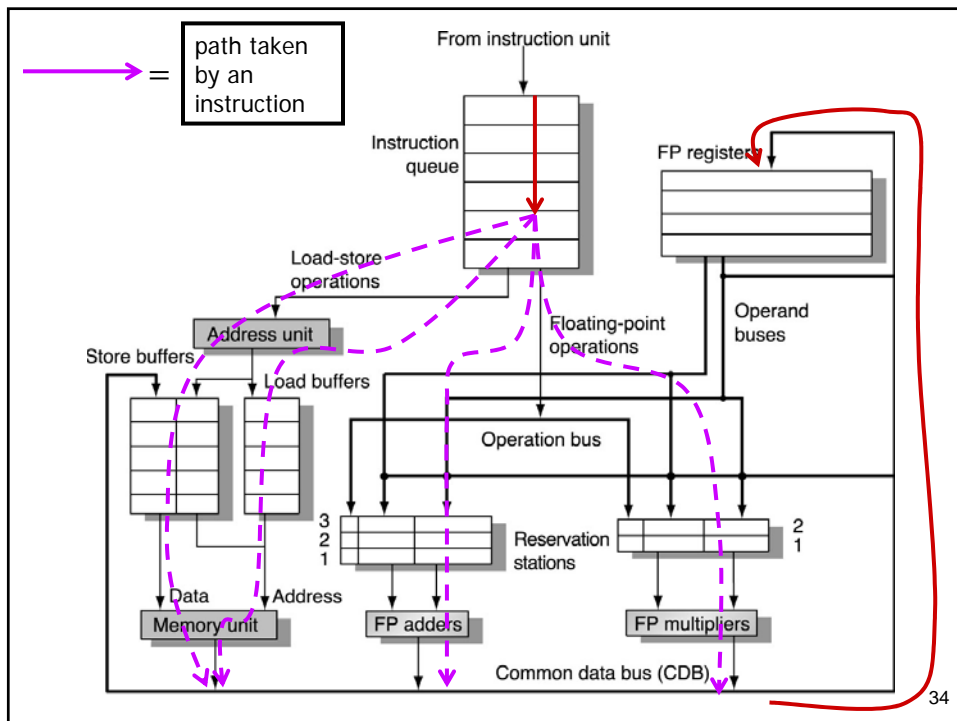 path taken
by an
instruction
=
From instruction unit
Instruction
queue
FP registers
Load-store
operations
Floating-point
operations
Operand
buses
Address unit
Store buffers
Load buffers
Operation bus
3
2
1
Reservation
stations
2
1
Data
Address
Memory unit
FP adders
FP multipliers
Common data bus (CDB)
34